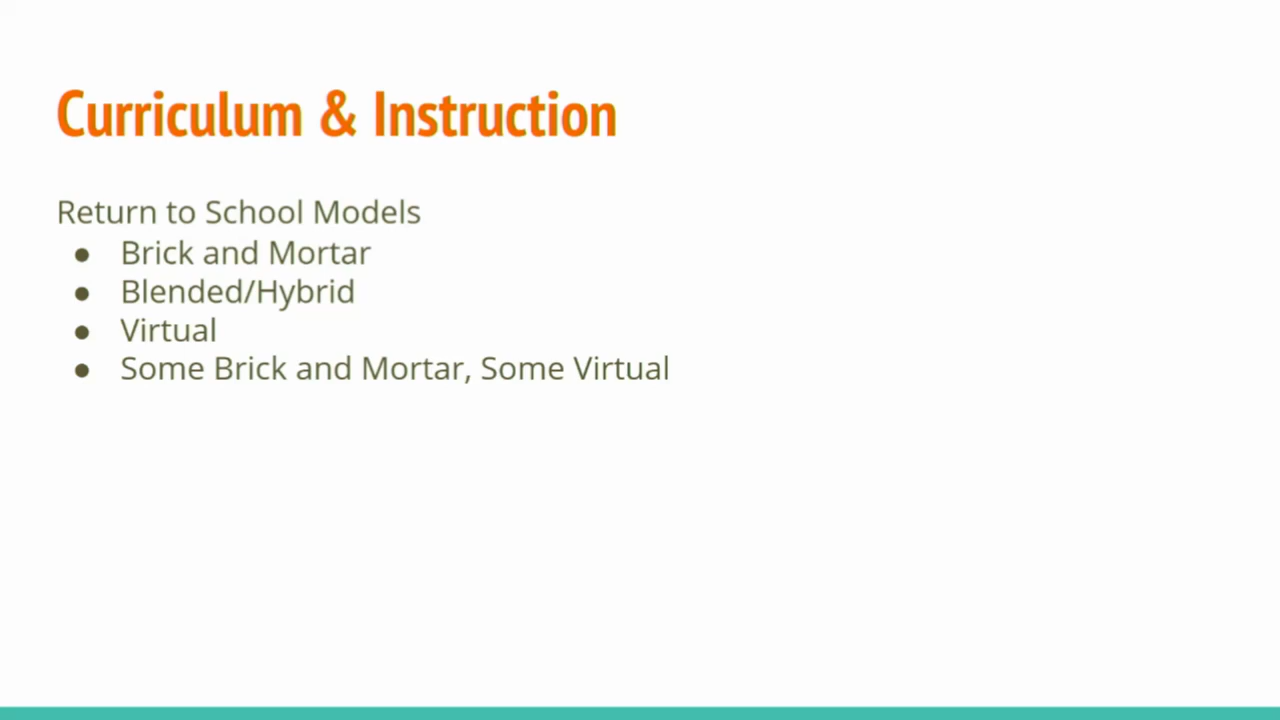 Curriculum & Instruction
Return to School Models
● Brick and Mortar
● Blended/Hybrid
● Virtual
● Some Brick and Mortar, Some Virtual